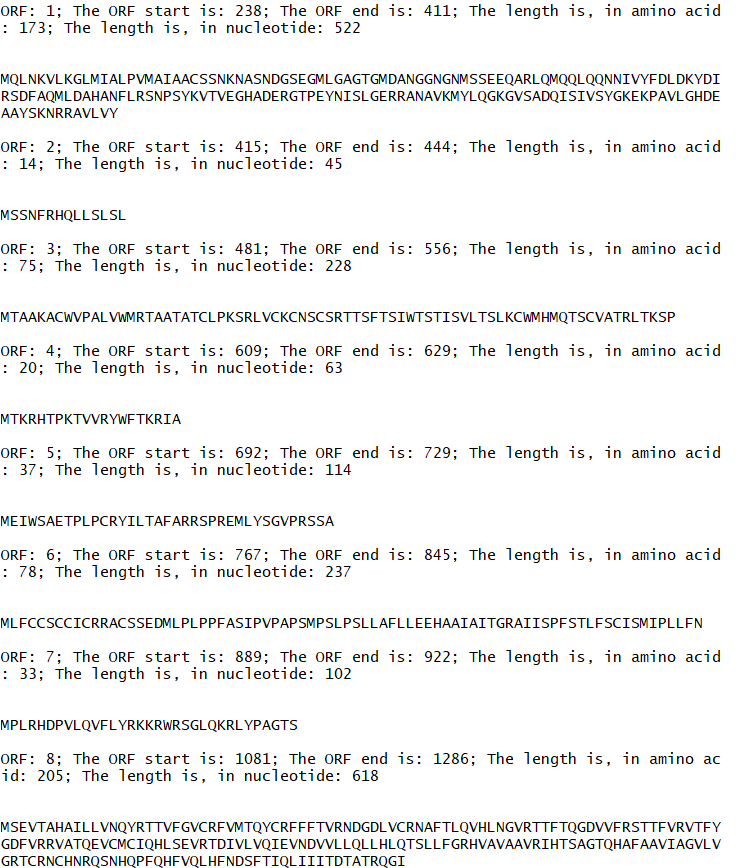 ORF: 1; The ORF start is: 238; The ORF end is: 411; The length is, in amino acid
: 173; The length is, in nucleotide: 522
MQLNKVLKGLMIALPVMAIAACSSNKNASNDGSEGMLGAGTGMDANGGNGNMSSEEQARLQMQQLQQNNIVYFDLDKYDI
RSDFAQMLDAHANFLRSNPSYKVTVEGHADERGTPEYNISLGERRANAVKMYLQGKGVSADQISIVSYGKEKPAVLGHDE
AAYSKNRRAVLVY
ORF: 2; The ORF start is: 415; The ORF end is: 444; The length is, in amino acid
: 14; The length is, in nucleotide: 45
MSSNFRHQLLSLSL
ORF: 3; The ORF start is: 481; The ORF end is: 556; The length is, in amino acid
: 75; The length is, in nucleotide: 228
MTAAKACWVPALVWMRTAATATCLPKSRLVCKCNSCSRTTSFTSIWTSTISVLTSLKCWMHMQTSCVATRLTKSP
ORF: 4; The ORF start is: 609; The ORF end is: 629; The length is, in amino acid
: 20; The length is, in nucleotide: 63
MTKRHTPKTVVRYWFTKRIA
ORF: 5; The ORF start is: 692; The ORF end is: 729; The length is, in amino acid
: 37; The length is, in nucleotide: 114
MEIWSAETPLPCRYILTAFARRSPREMLYSGVPRSSA
ORF: 6; The ORF start is: 767; The ORF end is: 845; The length is, in amino acid
: 78; The length is, in nucleotide: 237
MLFCCSCCICRRACSSEDMLPLPPFASIPVPAPSMPSLPSLLAFLLEEHAAIAITGRAIISPFSTLFSCISMIPLLFN
ORF: 7; The ORF start is: 889; The ORF end is: 922; The length is, in amino acid
: 33; The length is, in nucleotide: 102
MPLRHDPVLQVFLYRKKRWRSGLQKRLYPAGTS
ORF: 8; The ORF start is: 1081; The ORF end is: 1286; The length is, in amino ac
id: 205; The length is, in nucleotide: 618
MSEVTAHAILLVNQYRTTVFGVCRFVMTQYCRFFFTVRNDGDLVCRNAFTLQVHLNGVRTTFTQGDVVFRSTTFVRVTFY
GDFVRRVATQEVCMCIQHLSEVRTDIVLVQIEVNDVVLLQLLHLQTSLLFGRHVAVAAVRIHTSAGTQHAFAAVIAGVLV
GRTCRNCHNRQSNHQPFQHFVQLHFNDSFTIQLIIITDTATRQGI